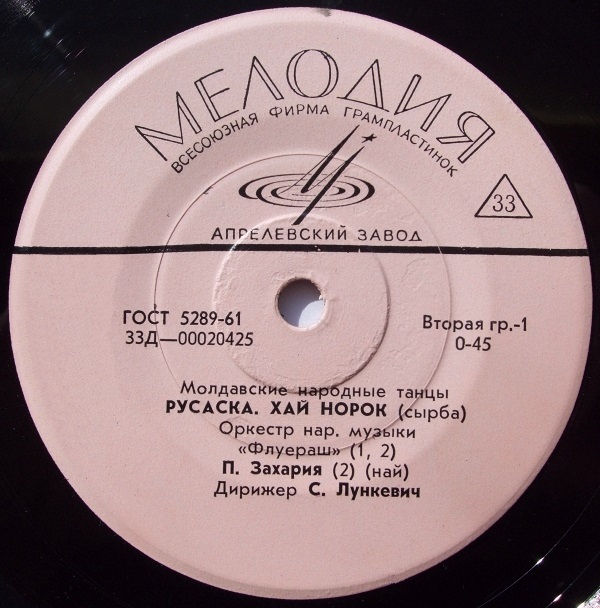 МЕЛОДИЯ
ВСЕСОЮЗНАЯ ФИРМА ГРАМПЛАСТИНОК
33
АПРЕЛЕВСКИЙ ЗАВОД
ГОСТ 5289-61
33Д—00020425
Вторая гр.-1
0-45
Молдавские народные танцы
РУСАСКА. ХАЙ НОРОК (сырба)
Оркестр нар. музыки
«Флуераш» (1, 2)
П. Захария (2) (най)
Дирижер С. Лункевич